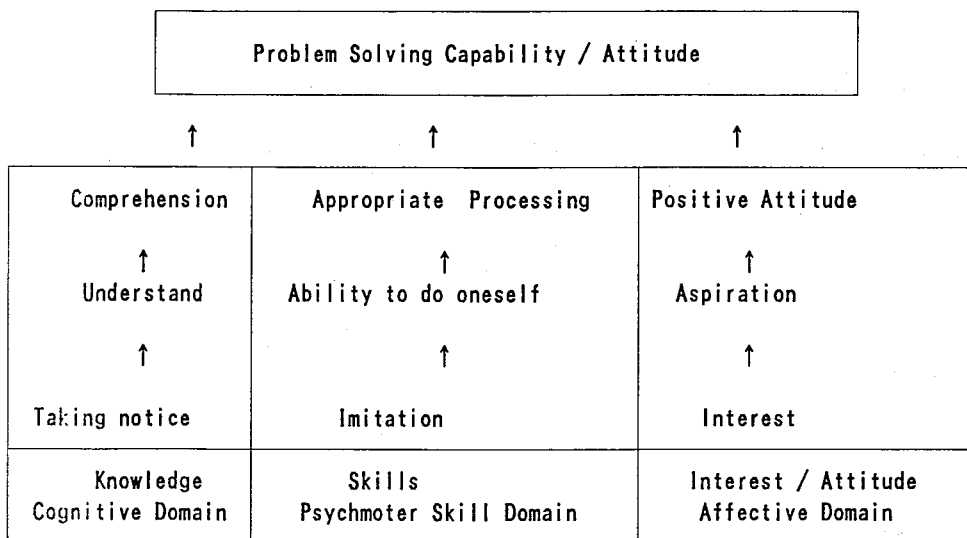 Problem Solving Capability / Attitude
↑ ↑ ↑
Comprehension Appropriate Processing Positive Attitude
↑ ↑ ↑
Understand Ability to do oneself Aspiration
↑ ↑ ↑
Taking notice Imitation Interest
Knowledge Skills Interest / Attitude
Cognitive Domain Psychmoter Skill Domain Affective Domain